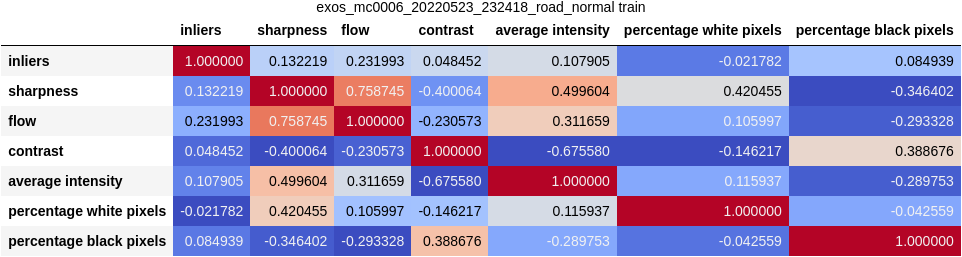 exos_mc0006_20220523_232418_road_normal train
inliers sharpness flow contrast average intensity percentage white pixels percentage black pixels
inliers 1.000000 0.132219 0.231993 0.048452 0.107905 -0.021782 0.084939
sharpness 0.132219 1.000000 0.758745 -0.400064 0.499604 0.420455 -0.346402
flow 0.231993 0.758745 1.000000 -0.230573 0.311659 0.105997 -0.293328
contrast 0.048452 -0.400064 -0.230573 1.000000 -0.675580 -0.146217 0.388676
average intensity 0.107905 0.499604 0.311659 -0.675580 1.000000 0.115937 -0.289753
percentage white pixels -0.021782 0.420455 0.105997 -0.146217 0.115937 1.000000 -0.042559
percentage black pixels 0.084939 -0.346402 -0.293328 0.388676 -0.289753 -0.042559 1.000000